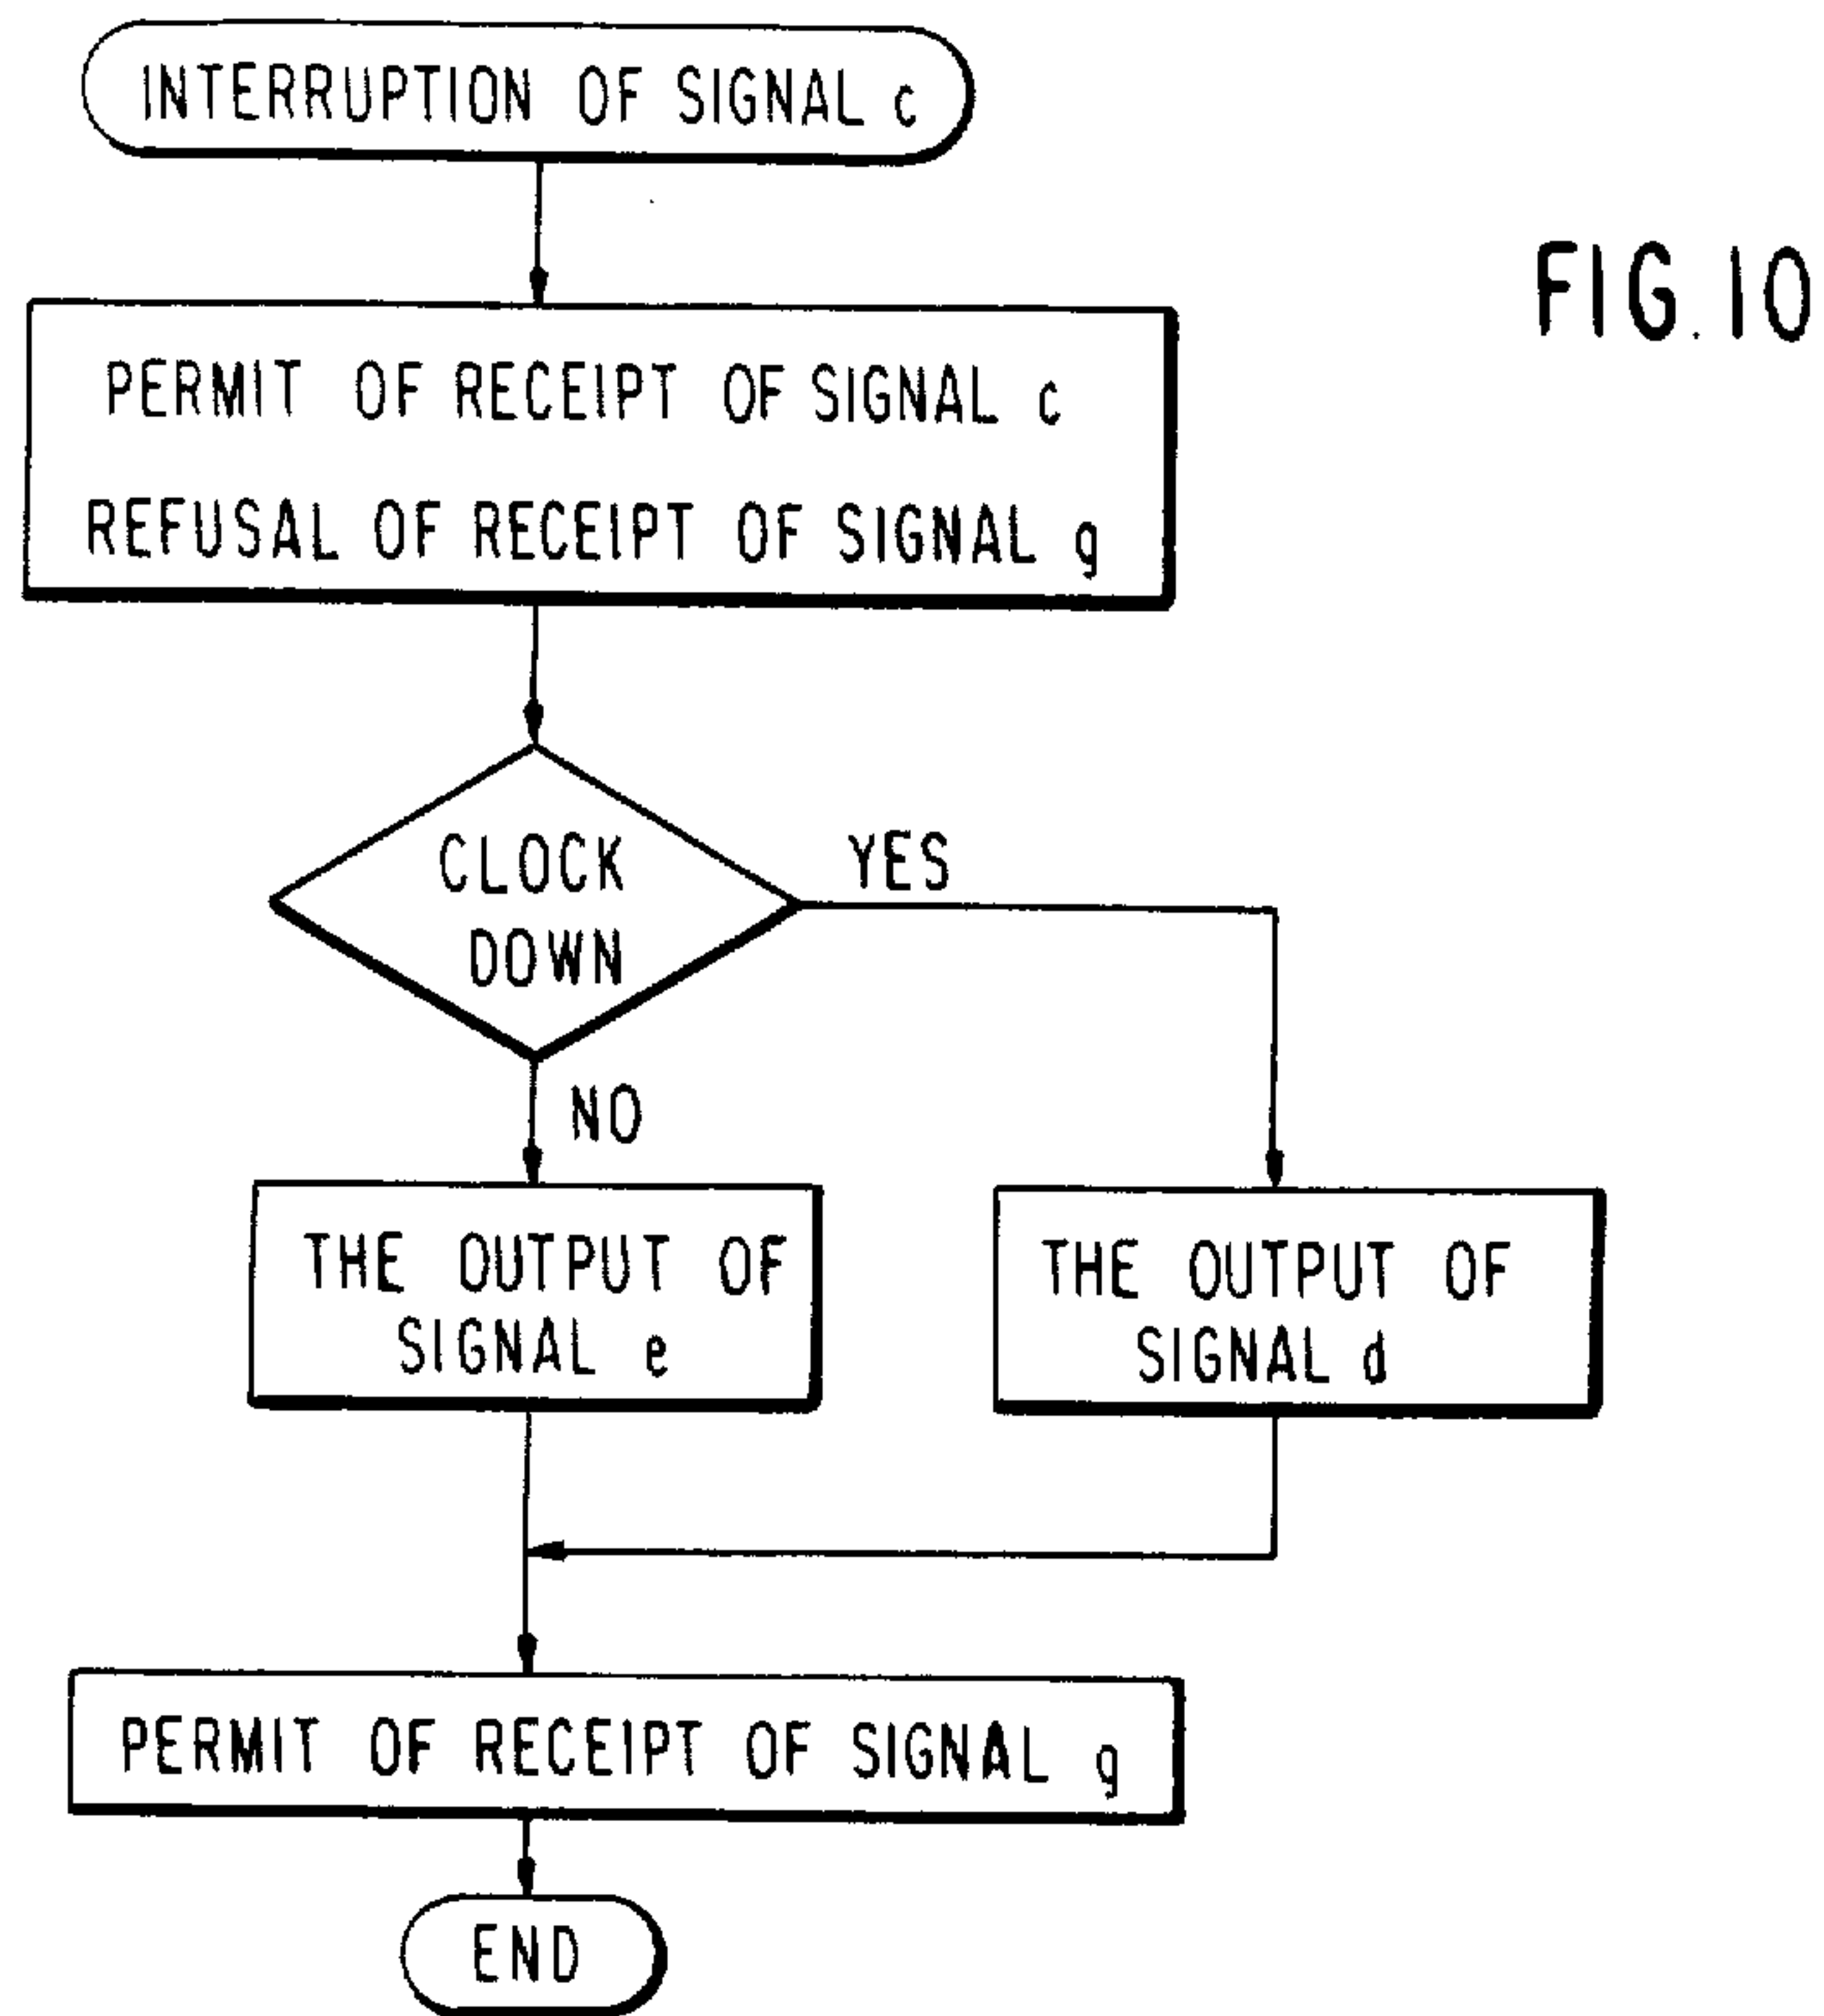 INTERRUPTION OF SIGNAL c
FIG.10
PERMIT OF RECEIPT OF SIGNAL c
REFUSAL OF RECEIPT OF SIGNAL g
CLOCK
DOWN
YES
NO
THE OUTPUT OF
SIGNAL e
THE OUTPUT OF
SIGNAL d
PERMIT OF RECEIPT OF SIGNAL g
END